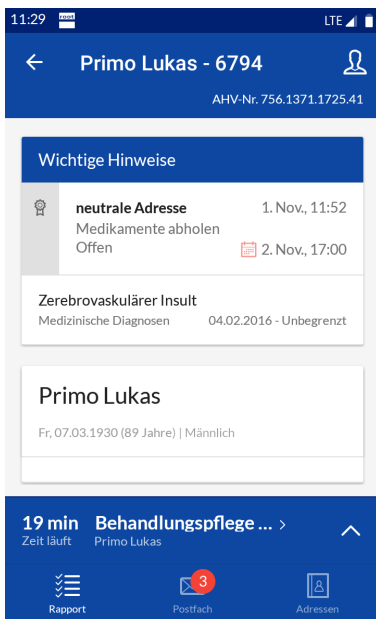 11:29 root LTE
Primo Lukas - 6794
AHV-Nr. 756.1371.1725.41
Wichtige Hinweise
neutrale Adresse 1. Nov., 11:52
Medikamente abholen
Offen 2. Nov., 17:00
Zerebrovaskulärer Insult
Medizinische Diagnosen 04.02.2016 - Unbegrenzt
Primo Lukas
Fr, 07.03.1930 (89 Jahre) | Männlich
19 min Behandlungspflege ... >
Zeit läuft Primo Lukas
3
Rapport Postfach Adressen